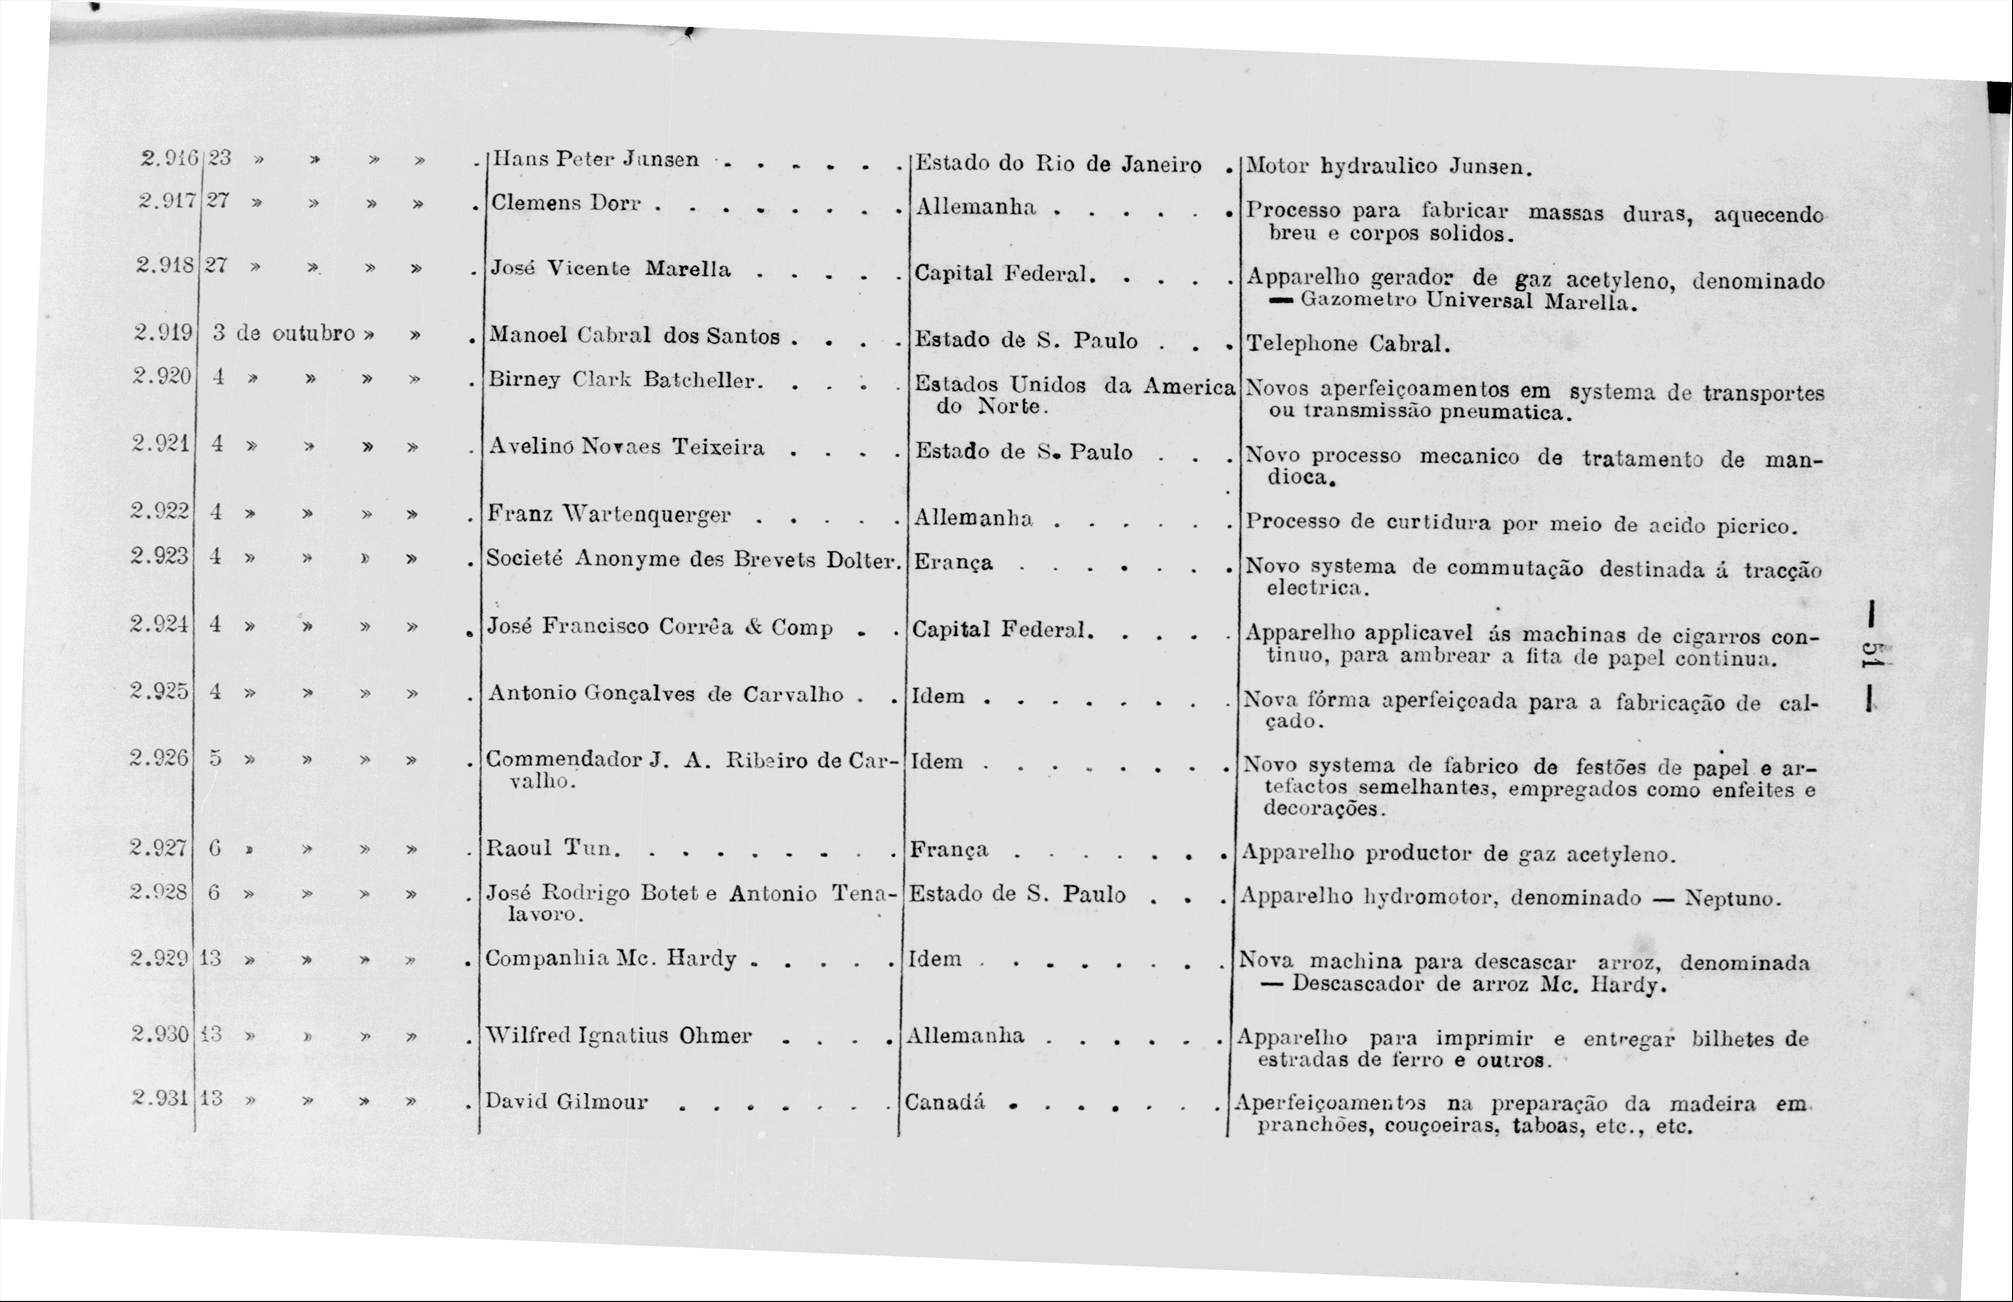 2.916 23 » » » » . Hans Peter Junsen . . . . . . Estado do Rio de Janeiro . Motor hydraulico Junsen.
2.917 27 » » » » . Clemens Dorr . . . . . . . . Allemanha . . . . . . Processo para fabricar massas duras, aquecendo
breu e corpos solidos.
2.918 27 » » » » . José Vicente Marella . . . . . Capital Federal. . . . . Apparelho gerador de gaz acetyleno, denominado
— Gazometro Universal Marella.
2.919 3 de outubro » » . Manoel Cabral dos Santos . . . . Estado de S. Paulo . . . Telephone Cabral.
2.920 4 » » » » . Birney Clark Batcheller. . . . . Estados Unidos da America Novos aperfeiçoamentos em systema de transportes
do Norte. ou transmissão pneumatica.
2.921 4 » » » » . Avelino Novaes Teixeira . . . . Estado de S. Paulo . . . Novo processo mecanico de tratamento de man-
dioca.
2.922 4 » » » » . Franz Wartenquerger . . . . . Allemanha . . . . . . Processo de curtidura por meio de acido picrico.
2.923 4 » » » » . Societé Anonyme des Brevets Dolter. Erança . . . . . . . Novo systema de commutação destinada á tracção
electrica.
2.924 4 » » » » . José Francisco Corrêa & Comp . . Capital Federal. . . . . Apparelho applicavel ás machinas de cigarros con-
tinuo, para ambrear a fita de papel continua.
2.925 4 » » » » . Antonio Gonçalves de Carvalho . . Idem . . . . . . . . Nova fórma aperfeiçoada para a fabricação de cal-
çado.
2.926 5 » » » » . Commendador J. A. Ribeiro de Car- Idem . . . . . . . . Novo systema de fabrico de festões de papel e ar-
valho. tefactos semelhantes, empregados como enfeites e
decorações.
2.927 6 » » » » . Raoul Tun. . . . . . . . . França . . . . . . . Apparelho productor de gaz acetyleno.
2.928 6 » » » » . José Rodrigo Botet e Antonio Tena- Estado de S. Paulo . . . Apparelho hydromotor, denominado — Neptuno.
lavoro.
2.929 13 » » » » . Companhia Mc. Hardy . . . . . Idem . . . . . . . . Nova machina para descascar arroz, denominada
— Descascador de arroz Mc. Hardy.
2.930 13 » » » » . Wilfred Ignatius Ohmer . . . . Allemanha . . . . . . Apparelho para imprimir e entregar bilhetes de
estradas de ferro e outros.
2.931 13 » » » » . David Gilmour . . . . . . . Canadá . . . . . . . Aperfeiçoamentos na preparação da madeira em
pranchões, couçoeiras, taboas, etc., etc.
— 51 —